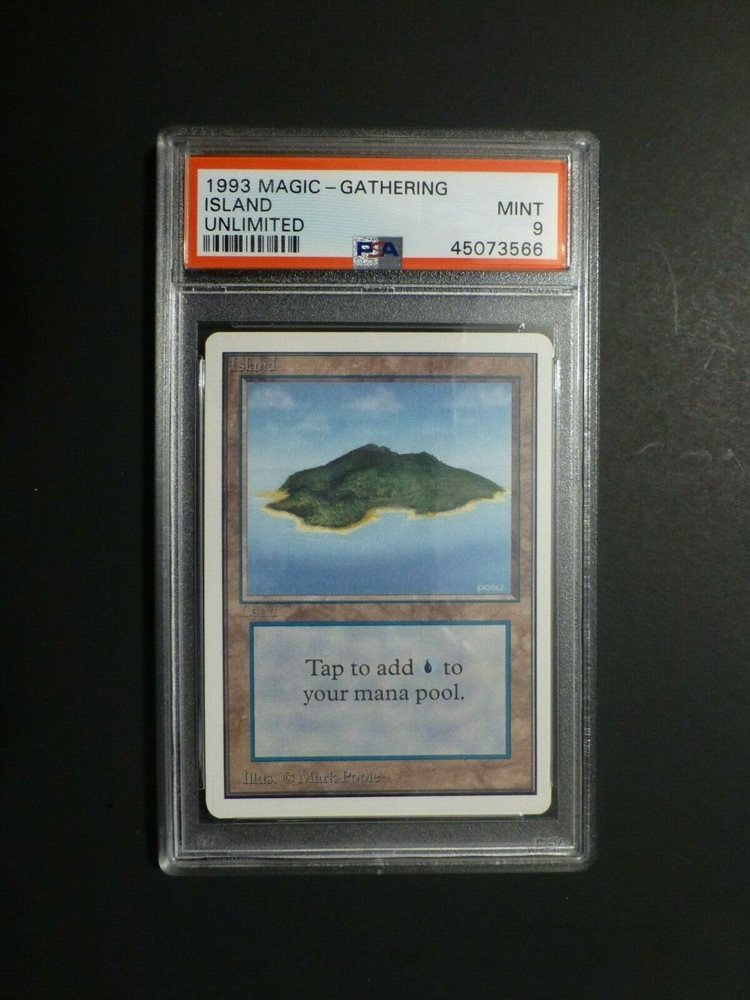 1993 MAGIC – GATHERING
ISLAND
MINT
UNLIMITED
9
PSA
45073566
Island
POOLE
Land
Tap to add to
your mana pool.
Illus. © Mark Poole